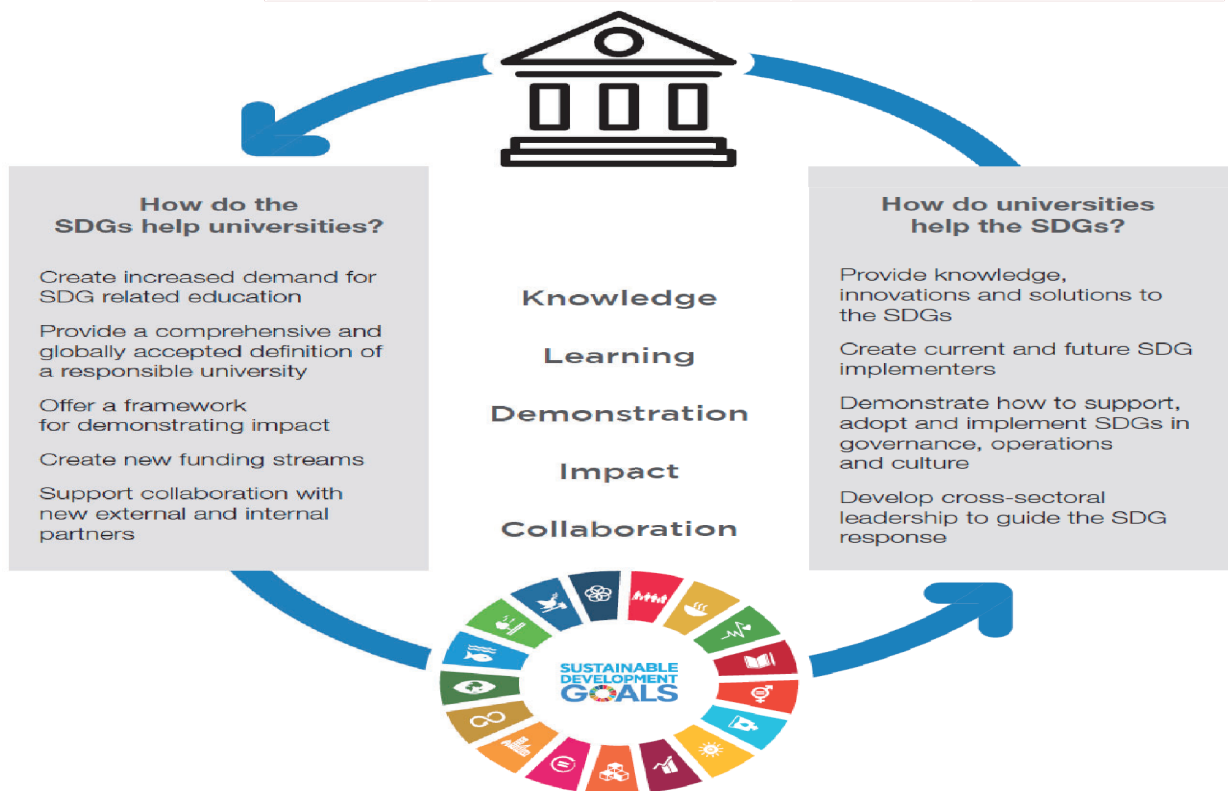 How do the
SDGs help universities?
Create increased demand for
SDG related education
Provide a comprehensive and
globally accepted definition of
a responsible university
Offer a framework
for demonstrating impact
Create new funding streams
Support collaboration with
new external and internal
partners
Knowledge
Learning
Demonstration
Impact
Collaboration
How do universities
help the SDGs?
Provide knowledge,
innovations and solutions to
the SDGs
Create current and future SDG
implementers
Demonstrate how to support,
adopt and implement SDGs in
governance, operations
and culture
Develop cross-sectoral
leadership to guide the SDG
response
SUSTAINABLE
DEVELOPMENT
GOALS